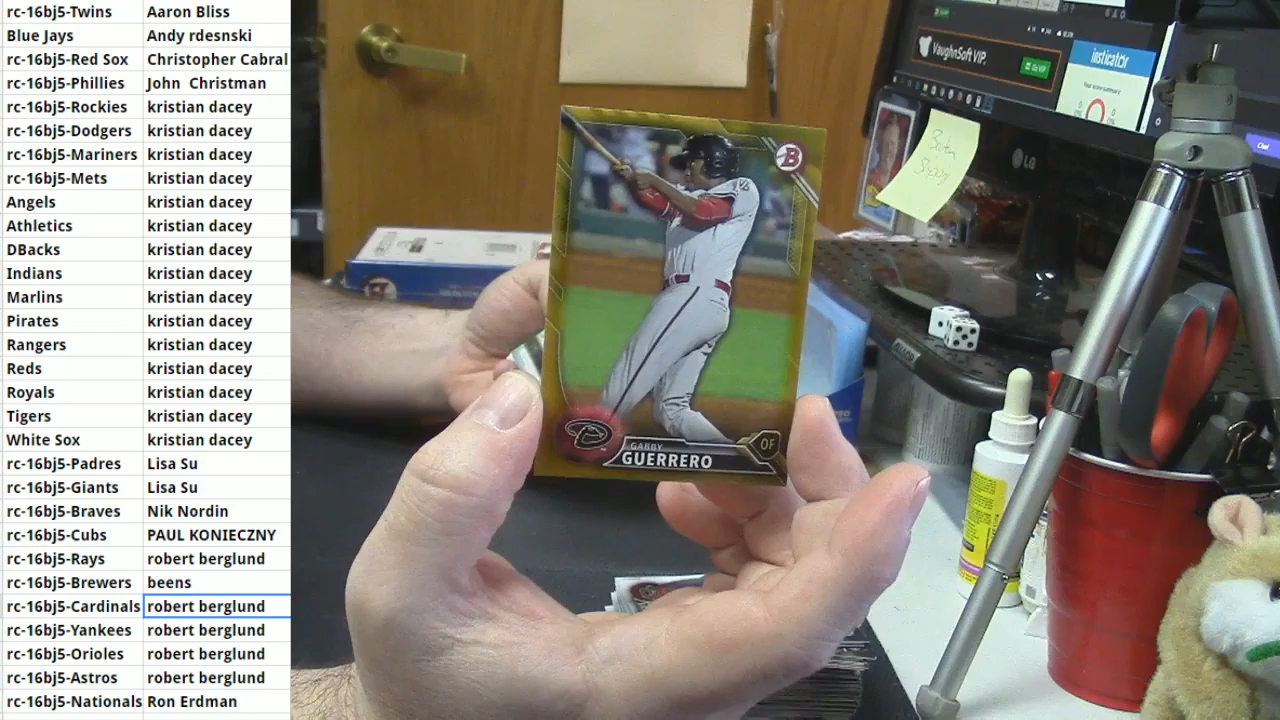 rc-16bj5-Twins Aaron Bliss
Blue Jays Andy rdesnski
rc-16bj5-Red Sox Christopher Cabral
rc-16bj5-Phillies John  Christman
rc-16bj5-Rockies kristian dacey
rc-16bj5-Dodgers kristian dacey
rc-16bj5-Mariners kristian dacey
rc-16bj5-Mets kristian dacey
Angels kristian dacey
Athletics kristian dacey
DBacks kristian dacey
Indians kristian dacey
Marlins kristian dacey
Pirates kristian dacey
Rangers kristian dacey
Reds kristian dacey
Royals kristian dacey
Tigers kristian dacey
White Sox kristian dacey
rc-16bj5-Padres Lisa Su
rc-16bj5-Giants Lisa Su
rc-16bj5-Braves Nik Nordin
rc-16bj5-Cubs PAUL KONIECZNY
rc-16bj5-Rays robert berglund
rc-16bj5-Brewers beens
rc-16bj5-Cardinals robert berglund
rc-16bj5-Yankees robert berglund
rc-16bj5-Orioles robert berglund
rc-16bj5-Astros robert berglund
rc-16bj5-Nationals Ron Erdman
B
GABBY
GUERRERO
OF
VaughnSoft VIP.
Go VIP
insticator
LG
Chat